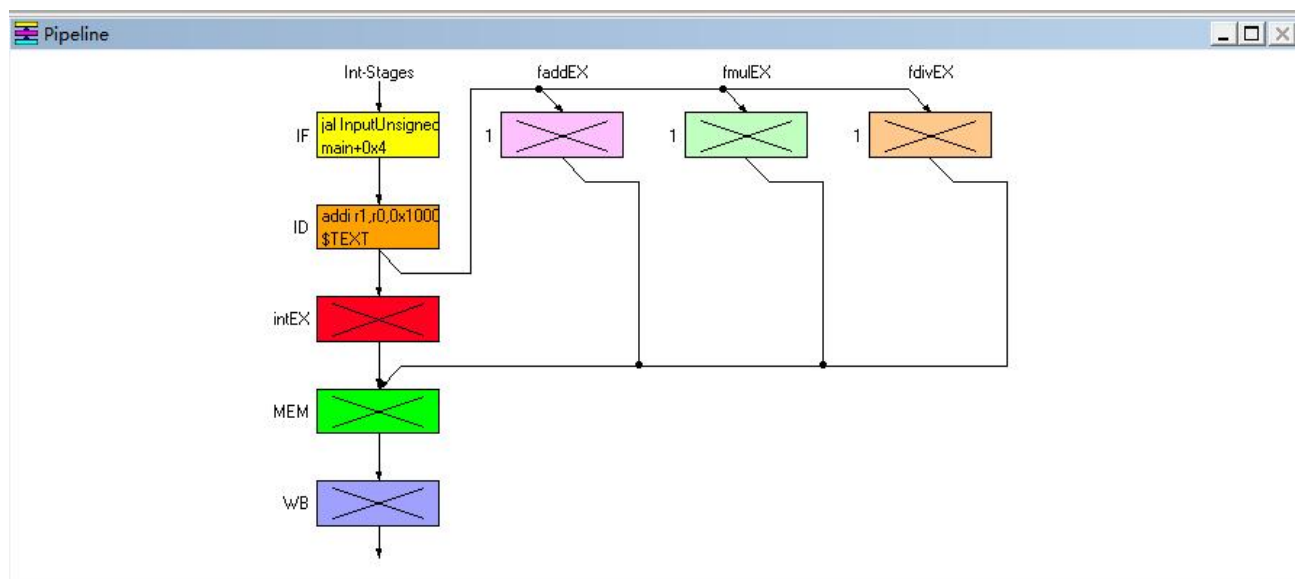 Pipeline
Int-Stages faddEX fmulEX fdivEX
IF jal InputUnsigned 1 1 1
main+0x4
ID addi r1,r0,0x1000
$TEXT
intEX
MEM
WB